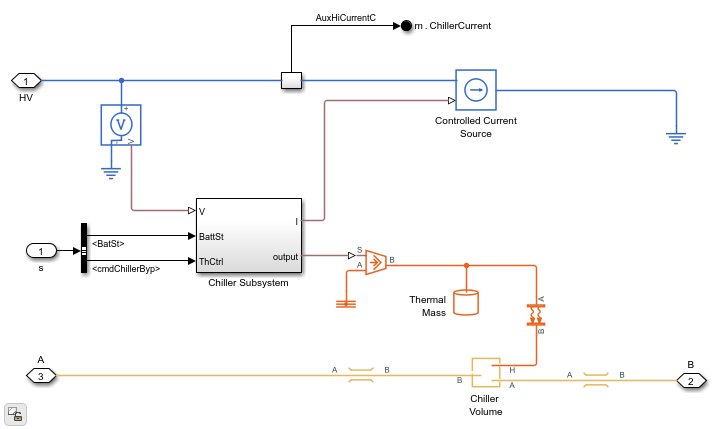 AuxHiCurrentC
m . ChillerCurrent
1
HV
+
V
-
V
Controlled Current
Source
V
BattSt
ThCtrl
I
output
Chiller Subsystem
1
s
<BatSt>
<cmdChillerByp>
S
A
B
Thermal
Mass
A
B
A
3
A
B
B
H
A
Chiller
Volume
A
B
B
2